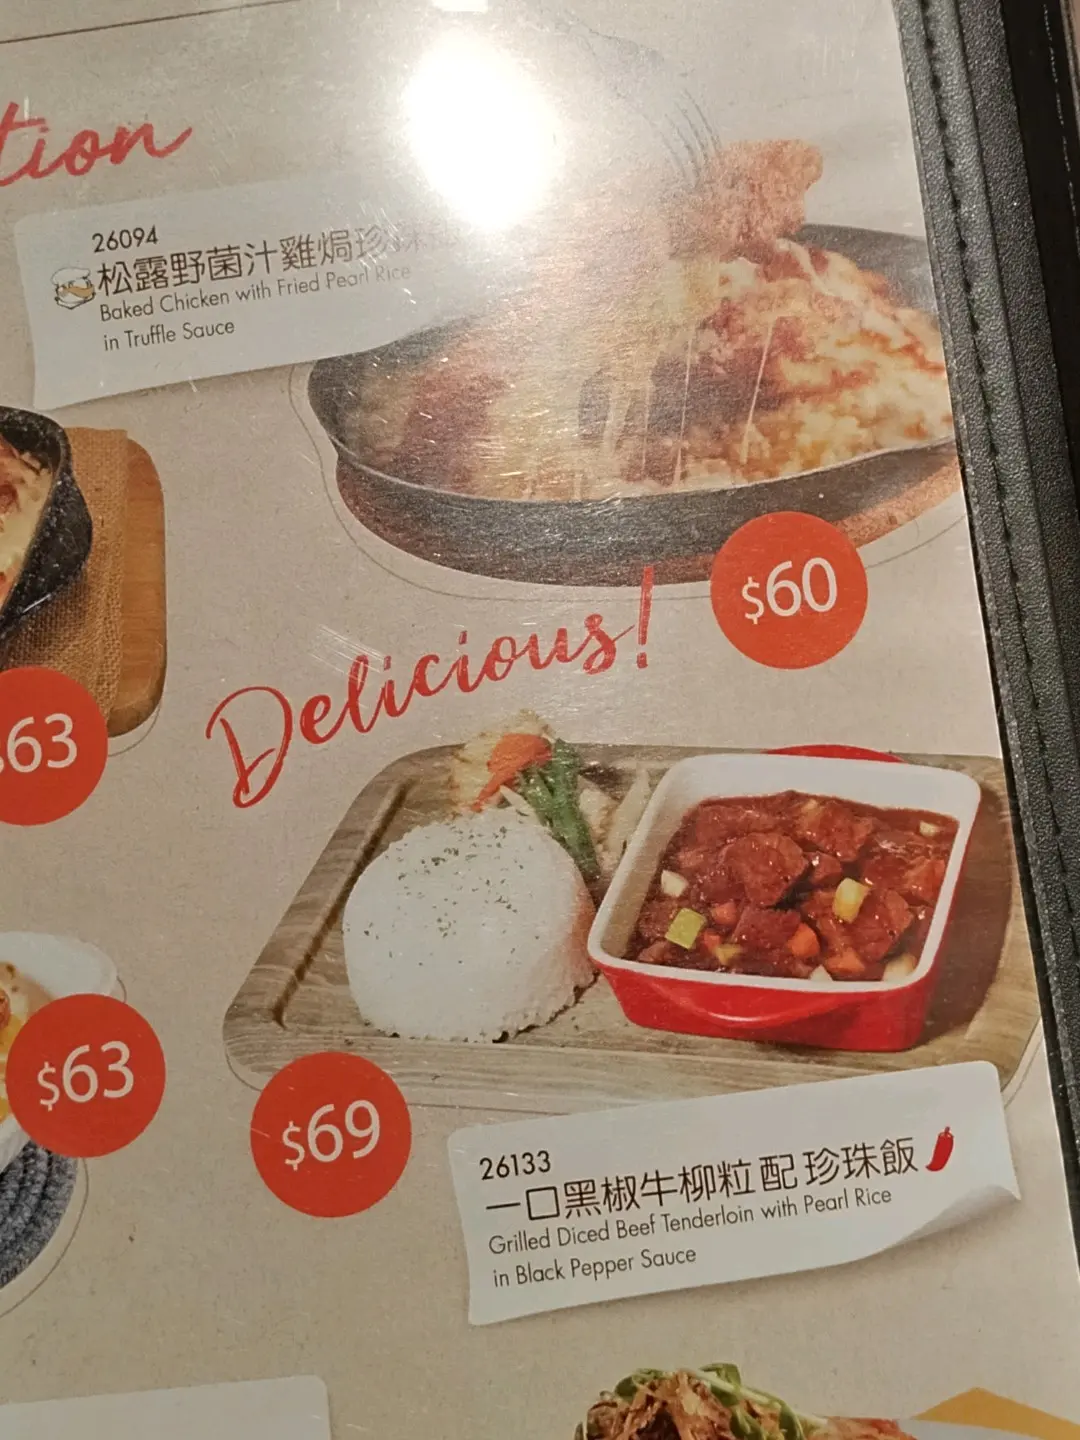 tion
26094
松露野菌汁雞焗珍珠
Baked Chicken with Fried Pearl Rice
in Truffle Sauce
$60
Delicious!
$63
$63
$69
26133
一口黑椒牛柳粒配珍珠飯
Grilled Diced Beef Tenderloin with Pearl Rice
in Black Pepper Sauce